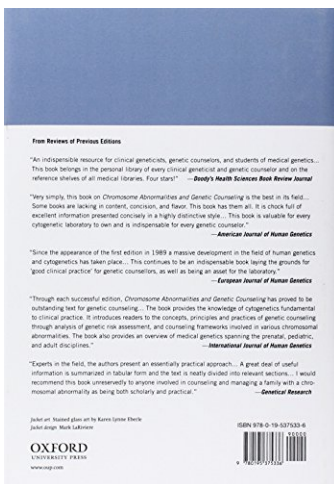 From Reviews of Previous Editions
"An indispensible resource for clinical geneticists, genetic counselors, and students of medical genetics...
This book belongs in the personal library of every clinical geneticist and genetic counselor and on the
reference shelves of all medical libraries. Four stars!" —Doody's Health Sciences Book Review Journal
"Very simply, this book on Chromosome Abnormalities and Genetic Counseling is the best in its field...
Some books are lacking in content, concision, and flavor. This book has them all. It is chock full of
excellent information presented concisely in a highly distinctive style... This book is valuable for every
cytogenetic laboratory to own and is indispensable for every genetic counselor."
—American Journal of Human Genetics
"Since the appearance of the first edition in 1989 a massive development in the field of human genetics
and cytogenetics has taken place... This continues to be an indispensable book laying the grounds for
'good clinical practice' for genetic counsellors, as well as being an asset for the laboratory."
—European Journal of Human Genetics
"Through each successful edition, Chromosome Abnormalities and Genetic Counseling has proved to be
outstanding text for genetic counseling... The book provides the knowledge of cytogenetics fundamental
to clinical practice. It introduces readers to the concepts, principles and practices of genetic counseling
through analysis of genetic risk assessment, and counseling frameworks involved in various chromosomal
abnormalities. The book also provides an overview of medical genetics spanning the prenatal, pediatric,
and adult disciplines." —International Journal of Human Genetics
"Experts in the field, the authors present an essentially practical approach... A great deal of useful
information is summarized in tabular form and the text is neatly divided into relevant sections... I would
recommend this book unreservedly to anyone involved in counseling and managing a family with a chro-
mosomal abnormality as being both scholarly and practical." —Genetical Research
Jacket art Stained glass art by Karen Lynne Eberle
Jacket design Mark LaRiviere
OXFORD
UNIVERSITY PRESS
www.oup.com
ISBN 978-0-19-537533-6
90000
9 780195 375336